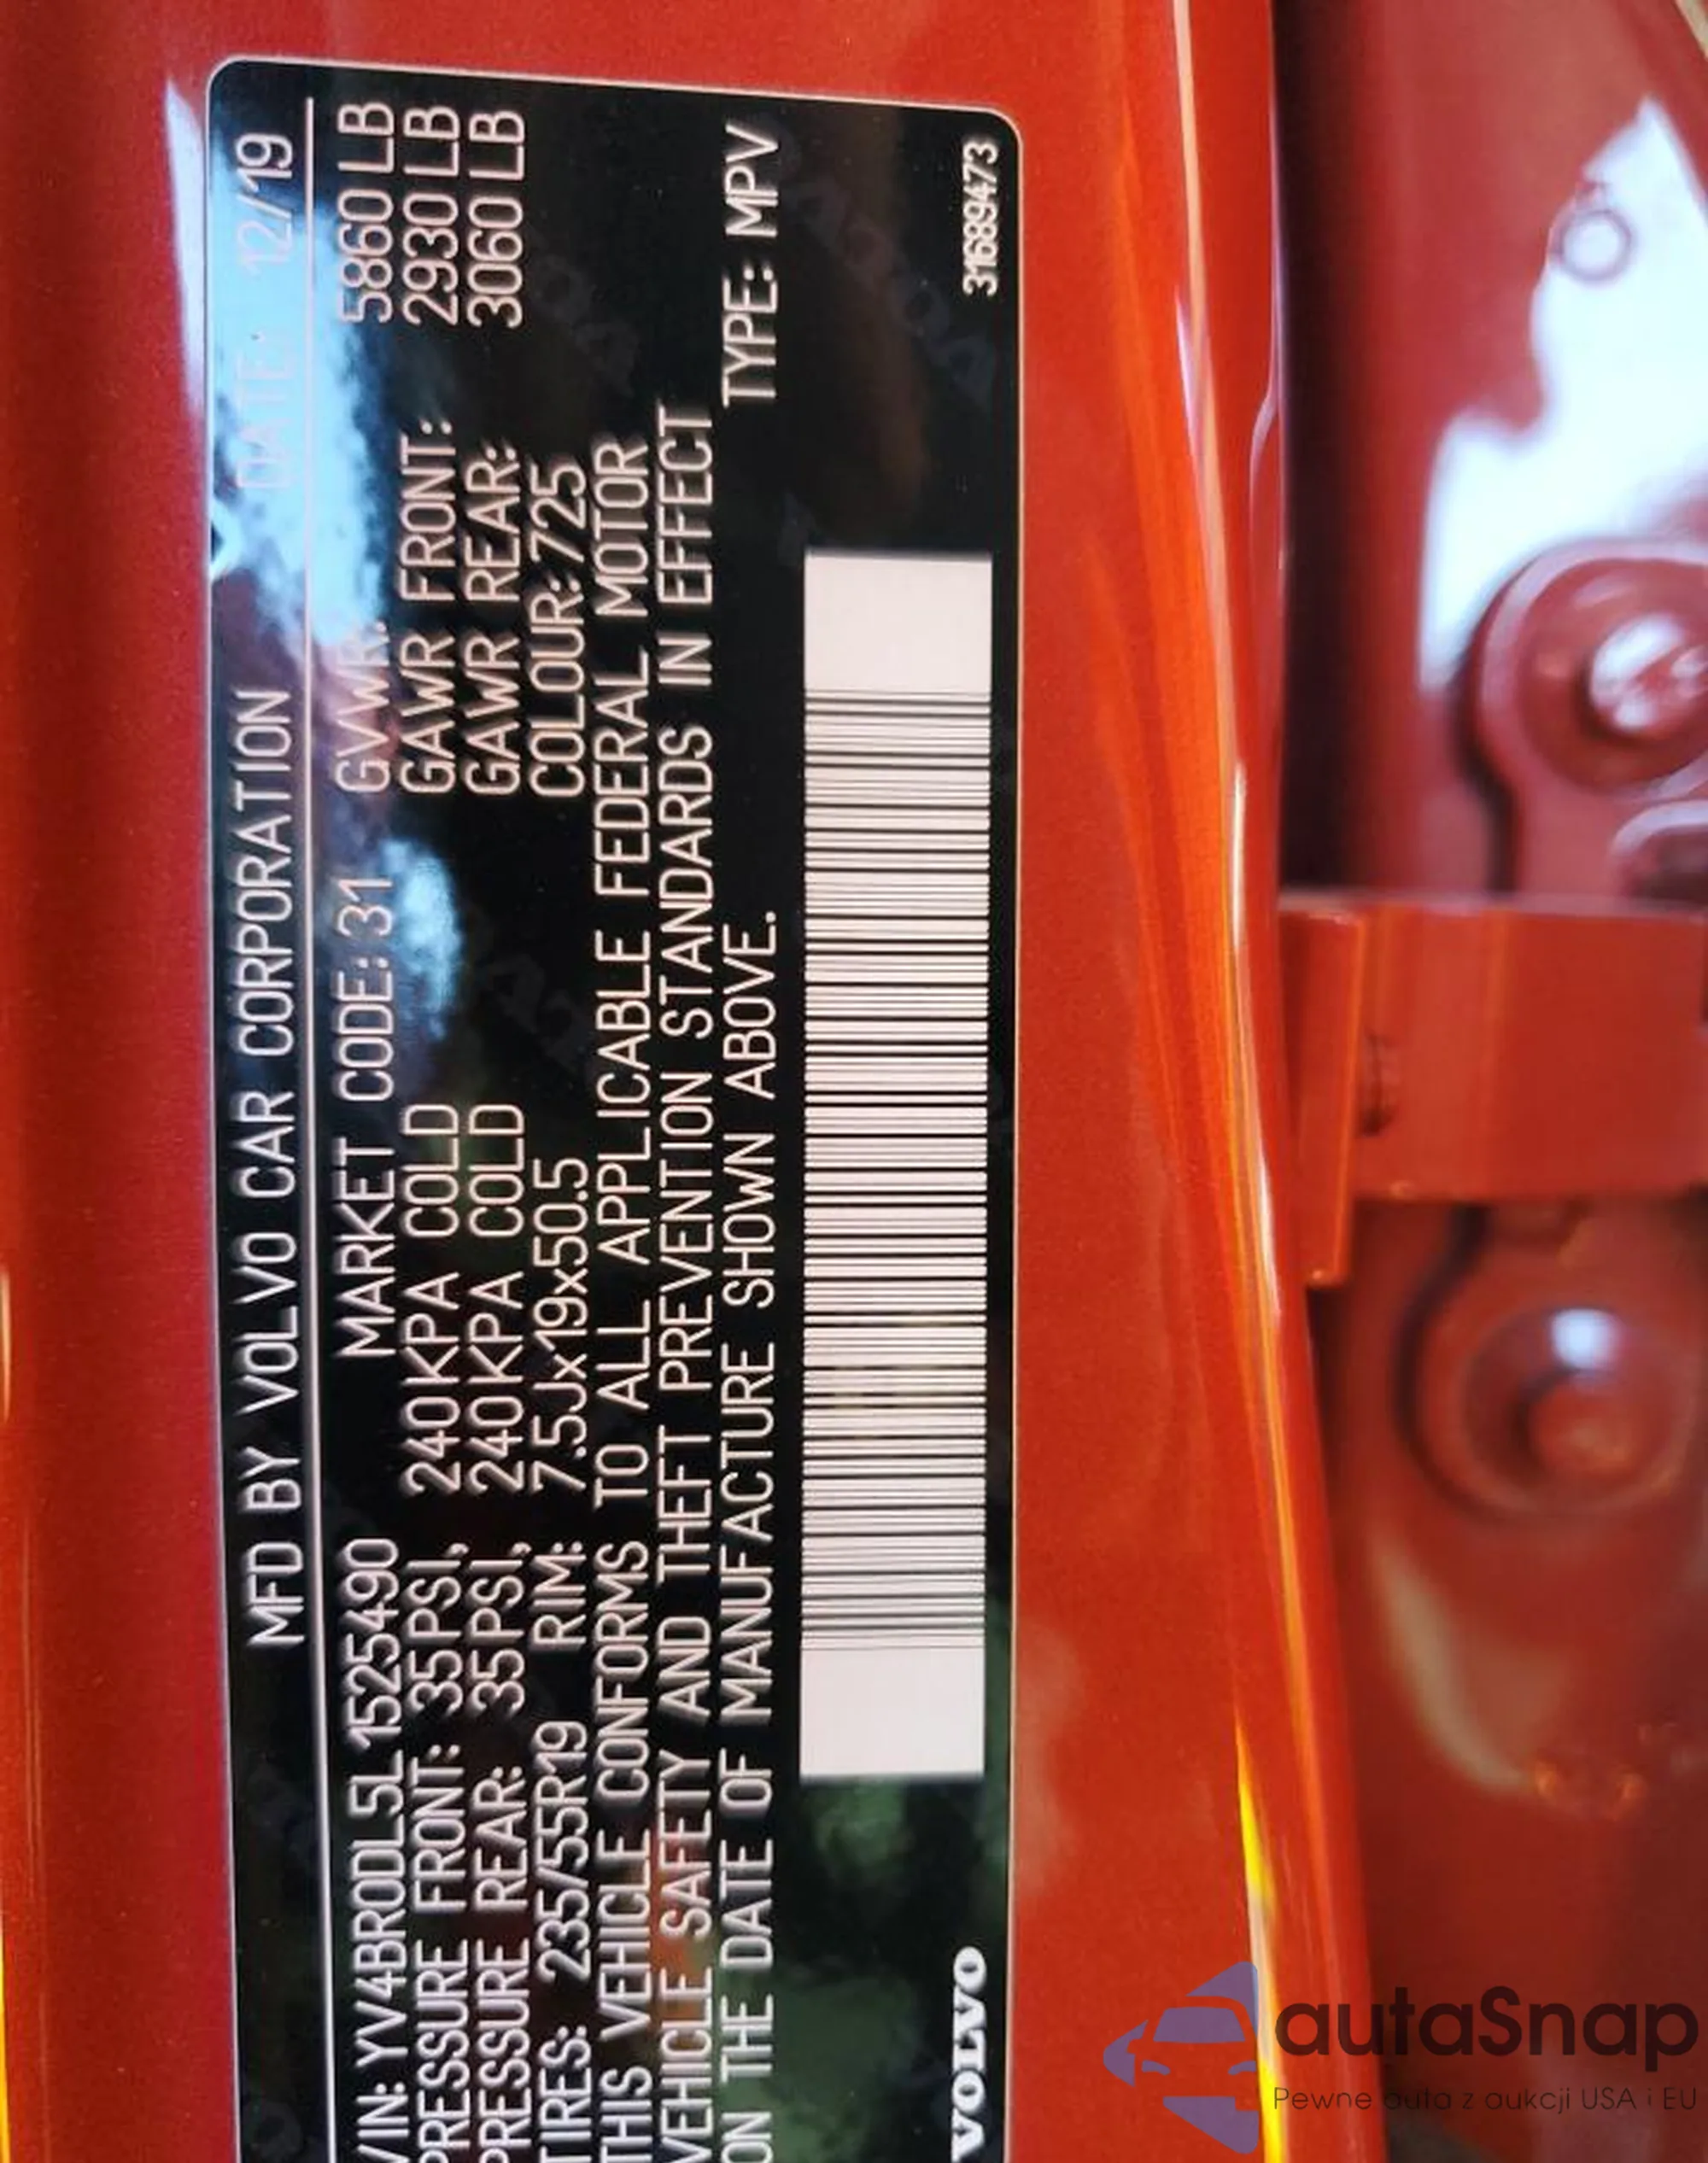 MFD BY VOLVO CAR CORPORATION DATE: 12/19
VIN: YV4BR0DL5L1525490 MARKET CODE: 31 GVWR: 5860 LB
PRESSURE FRONT: 35PSI, 240KPA COLD GAWR FRONT: 2930 LB
PRESSURE REAR: 35PSI, 240KPA COLD GAWR REAR: 3060 LB
TIRES: 235/55R19 RIM: 7.5Jx19x50.5 COLOUR: 725
THIS VEHICLE CONFORMS TO ALL APPLICABLE FEDERAL MOTOR
VEHICLE SAFETY AND THEFT PREVENTION STANDARDS IN EFFECT
ON THE DATE OF MANUFACTURE SHOWN ABOVE. TYPE: MPV
VOLVO 31689473
autaSnap
Pewne auta z aukcji USA i EU